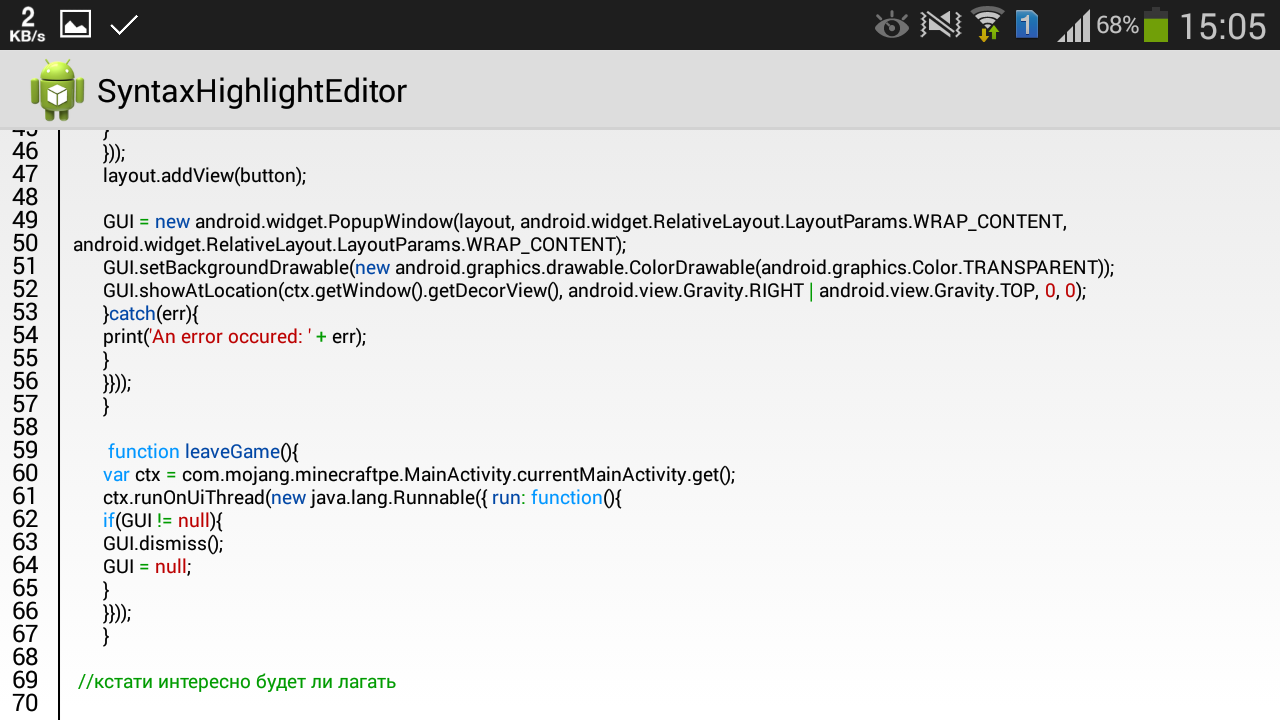 2
KB/s
1
68%
15:05
SyntaxHighlightEditor
45 }
46 }));
47 layout.addView(button);
48
49 GUI = new android.widget.PopupWindow(layout, android.widget.RelativeLayout.LayoutParams.WRAP_CONTENT,
50 android.widget.RelativeLayout.LayoutParams.WRAP_CONTENT);
51 GUI.setBackgroundDrawable(new android.graphics.drawable.ColorDrawable(android.graphics.Color.TRANSPARENT));
52 GUI.showAtLocation(ctx.getWindow().getDecorView(), android.view.Gravity.RIGHT | android.view.Gravity.TOP, 0, 0);
53 }catch(err){
54 print('An error occured: ' + err);
55 }
56 }}));
57 }
58
59 function leaveGame(){
60 var ctx = com.mojang.minecraftpe.MainActivity.currentMainActivity.get();
61 ctx.runOnUiThread(new java.lang.Runnable({ run: function(){
62 if(GUI != null){
63 GUI.dismiss();
64 GUI = null;
65 }
66 }}));
67 }
68
69 //кстати интересно будет ли лагать
70